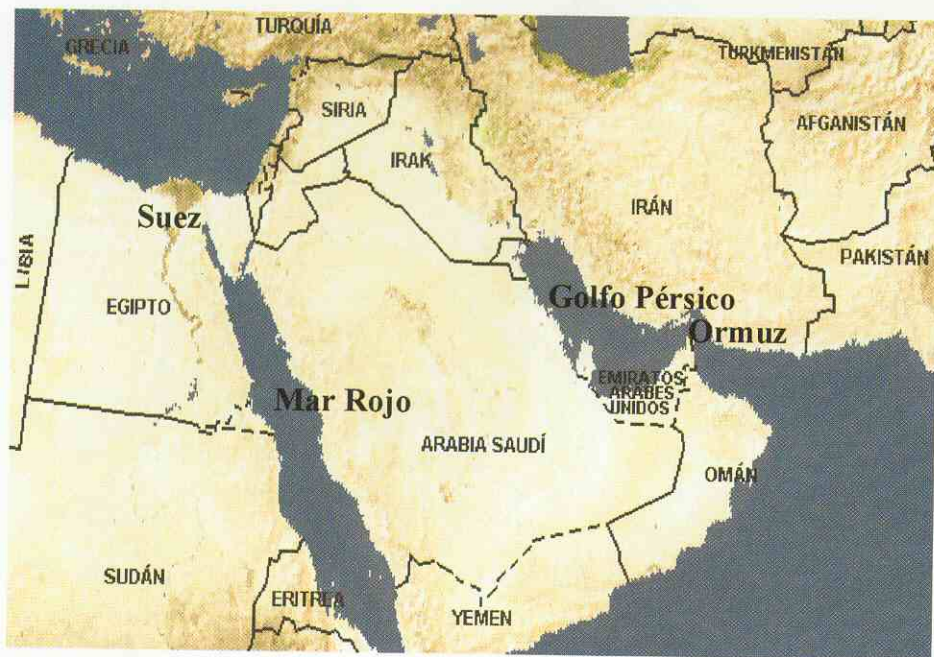 GRECIA
TURQUÍA
TURKMENISTÁN
SIRIA
AFGANISTÁN
IRAK
IRÁN
Suez
LIBIA
PAKISTÁN
EGIPTO
Golfo Pérsico
Ormuz
EMIRATOS
ARABES
UNIDOS
Mar Rojo
ARABIA SAUDÍ
OMÁN
SUDÁN
ERITREA
YEMEN